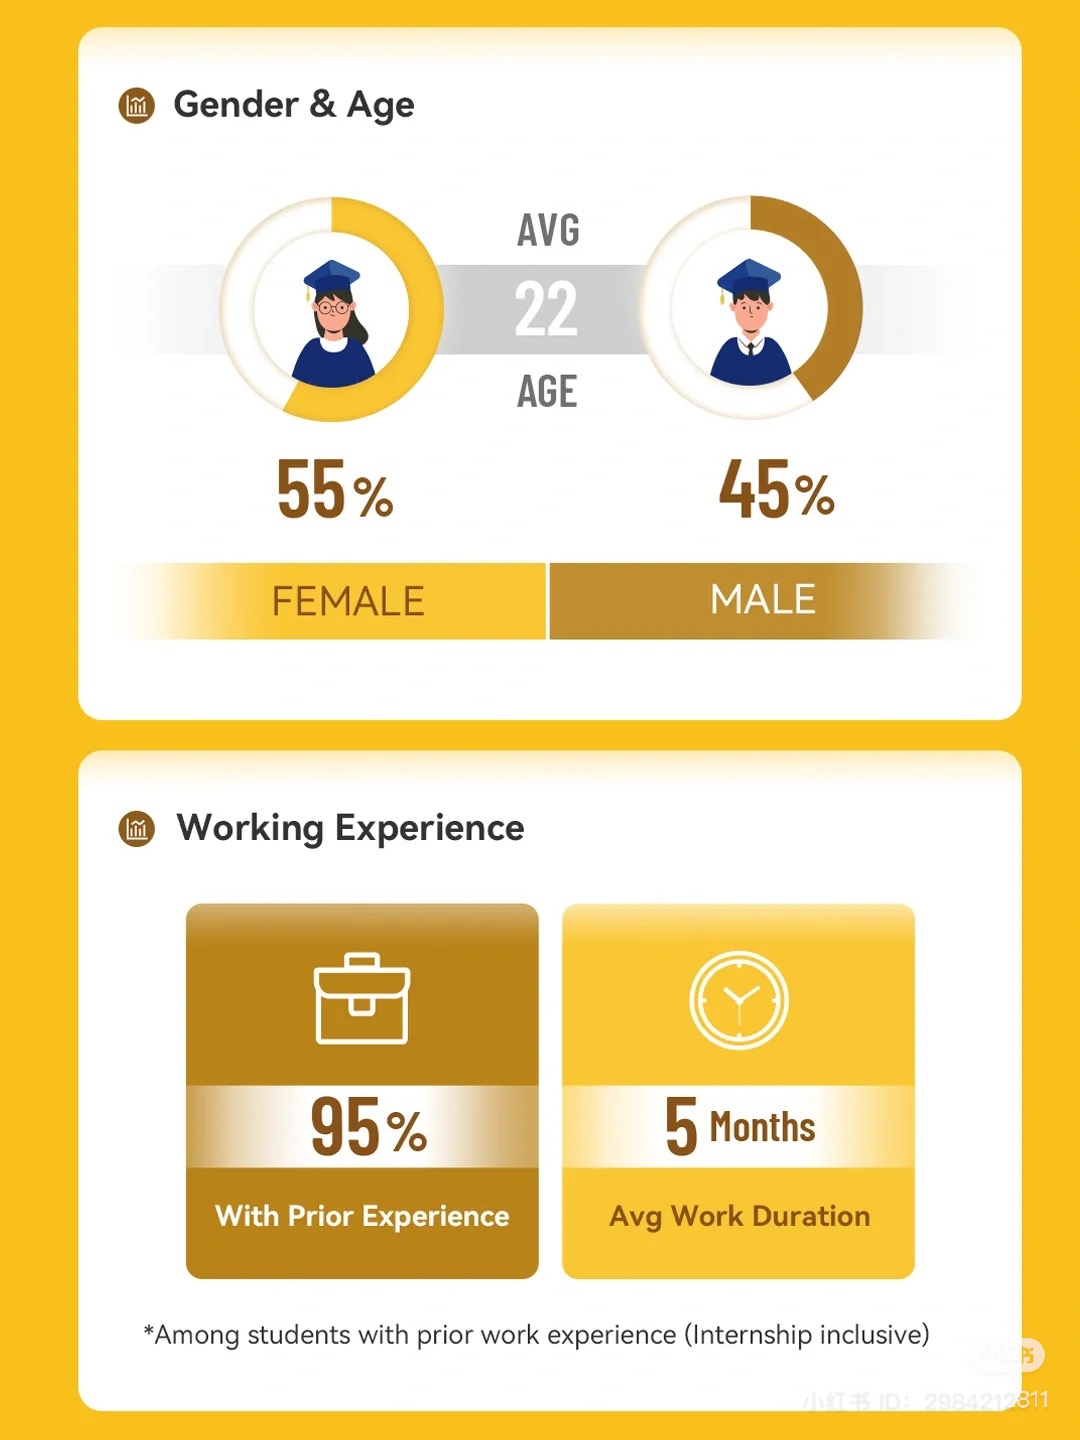 Gender & Age
AVG
22
AGE
55%
45%
FEMALE
MALE
Working Experience
95%
5 Months
With Prior Experience
Avg Work Duration
*Among students with prior work experience (Internship inclusive)
小红书
小红书 ID: 2984212811